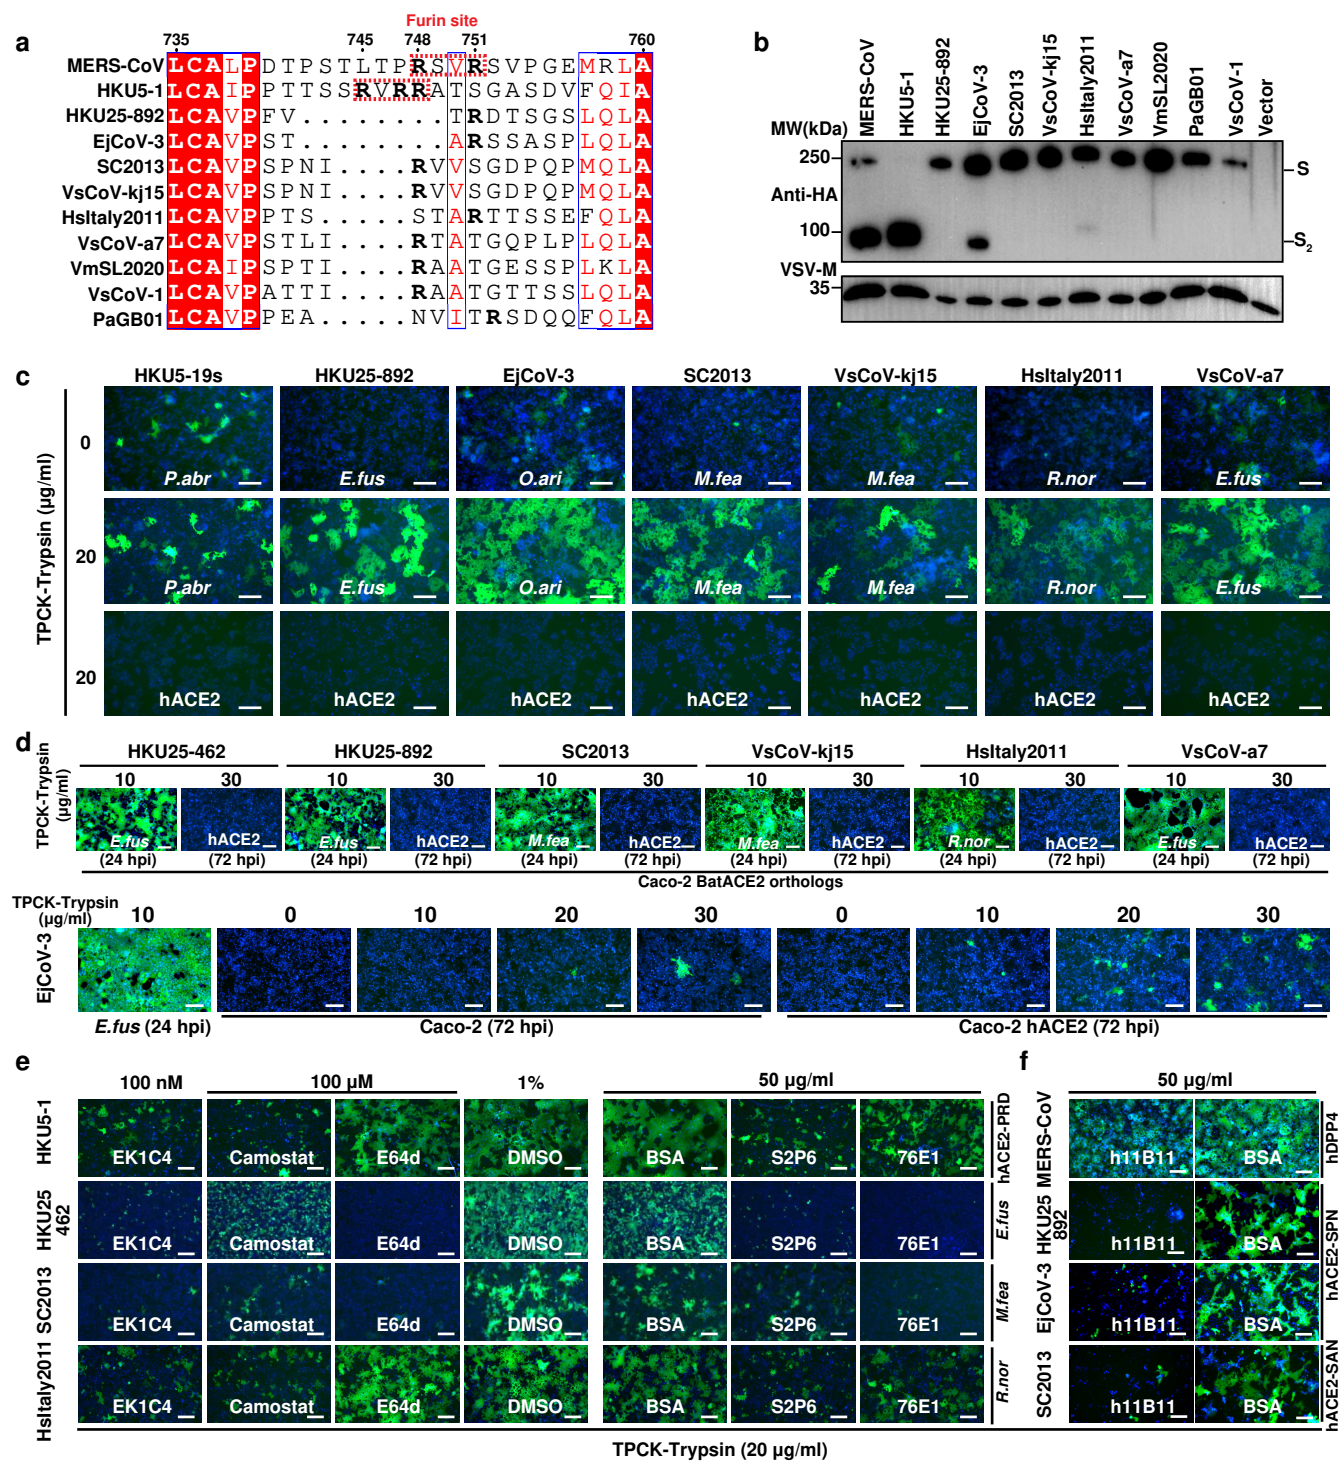 a
Furin site
735 745 748 751 760
MERS-CoV LCALPDTPSTLTPRSVRSVPGEMRLA
HKU5-1 LCAIPPTTSSRVRRATSGASDVFQIA
HKU25-892 LCAVPFV........TRDTSGSLQLA
EjCoV-3 LCAVPST........ARSSASPLQLA
SC2013 LCAVPSPNI....RVVSGDPQPMQLA
VsCoV-kj15 LCAVPSPNI....RVVSGDPQPMQLA
HsItaly2011 LCAVPPTS.....STARTTSSEFQLA
VsCoV-a7 LCAVPSTLI....RTATGQPLPLQLA
VmSL2020 LCAIPSPTI....RAATGESSPLKLA
VsCoV-1 LCAVPATTI....RAATGTTSSLQLA
PaGB01 LCAVPPEA.....NVITRSDQQFQLA
b
MERS-CoV HKU5-1 HKU25-892 EjCoV-3 SC2013 VsCoV-kj15 HsItaly2011 VsCoV-a7 VmSL2020 PaGB01 VsCoV-1 Vector
MW(kDa)
250
Anti-HA
100
VSV-M
35
S
S2
c
HKU5-19s HKU25-892 EjCoV-3 SC2013 VsCoV-kj15 HsItaly2011 VsCoV-a7
TPCK-Trypsin (µg/ml)
0
P.abr E.fus O.ari M.fea M.fea R.nor E.fus
20
P.abr E.fus O.ari M.fea M.fea R.nor E.fus
20
hACE2 hACE2 hACE2 hACE2 hACE2 hACE2 hACE2
d
HKU25-462 HKU25-892 SC2013 VsCoV-kj15 HsItaly2011 VsCoV-a7
TPCK-Trypsin (µg/ml)
10 30 10 30 10 30 10 30 10 30 10 30
E.fus hACE2 E.fus hACE2 M.fea hACE2 M.fea hACE2 R.nor hACE2 E.fus hACE2
(24 hpi) (72 hpi) (24 hpi) (72 hpi) (24 hpi) (72 hpi) (24 hpi) (72 hpi) (24 hpi) (72 hpi) (24 hpi) (72 hpi)
Caco-2 BatACE2 orthologs
TPCK-Trypsin (µg/ml)
10 0 10 20 30 0 10 20 30
EjCoV-3
E.fus (24 hpi) Caco-2 (72 hpi) Caco-2 hACE2 (72 hpi)
e
100 nM 100 µM 1% 50 µg/ml
HKU5-1
EK1C4 Camostat E64d DMSO BSA S2P6 76E1
hACE2-PRD
HKU25 462
EK1C4 Camostat E64d DMSO BSA S2P6 76E1
E.fus
SC2013
EK1C4 Camostat E64d DMSO BSA S2P6 76E1
M.fea
HsItaly2011
EK1C4 Camostat E64d DMSO BSA S2P6 76E1
R.nor
f
50 µg/ml
MERS-CoV
h11B11 BSA
hDPP4
HKU25 892
h11B11 BSA
hACE2-SPN
EjCoV-3
h11B11 BSA
SC2013
h11B11 BSA
hACE2-SAN
TPCK-Trypsin (20 µg/ml)